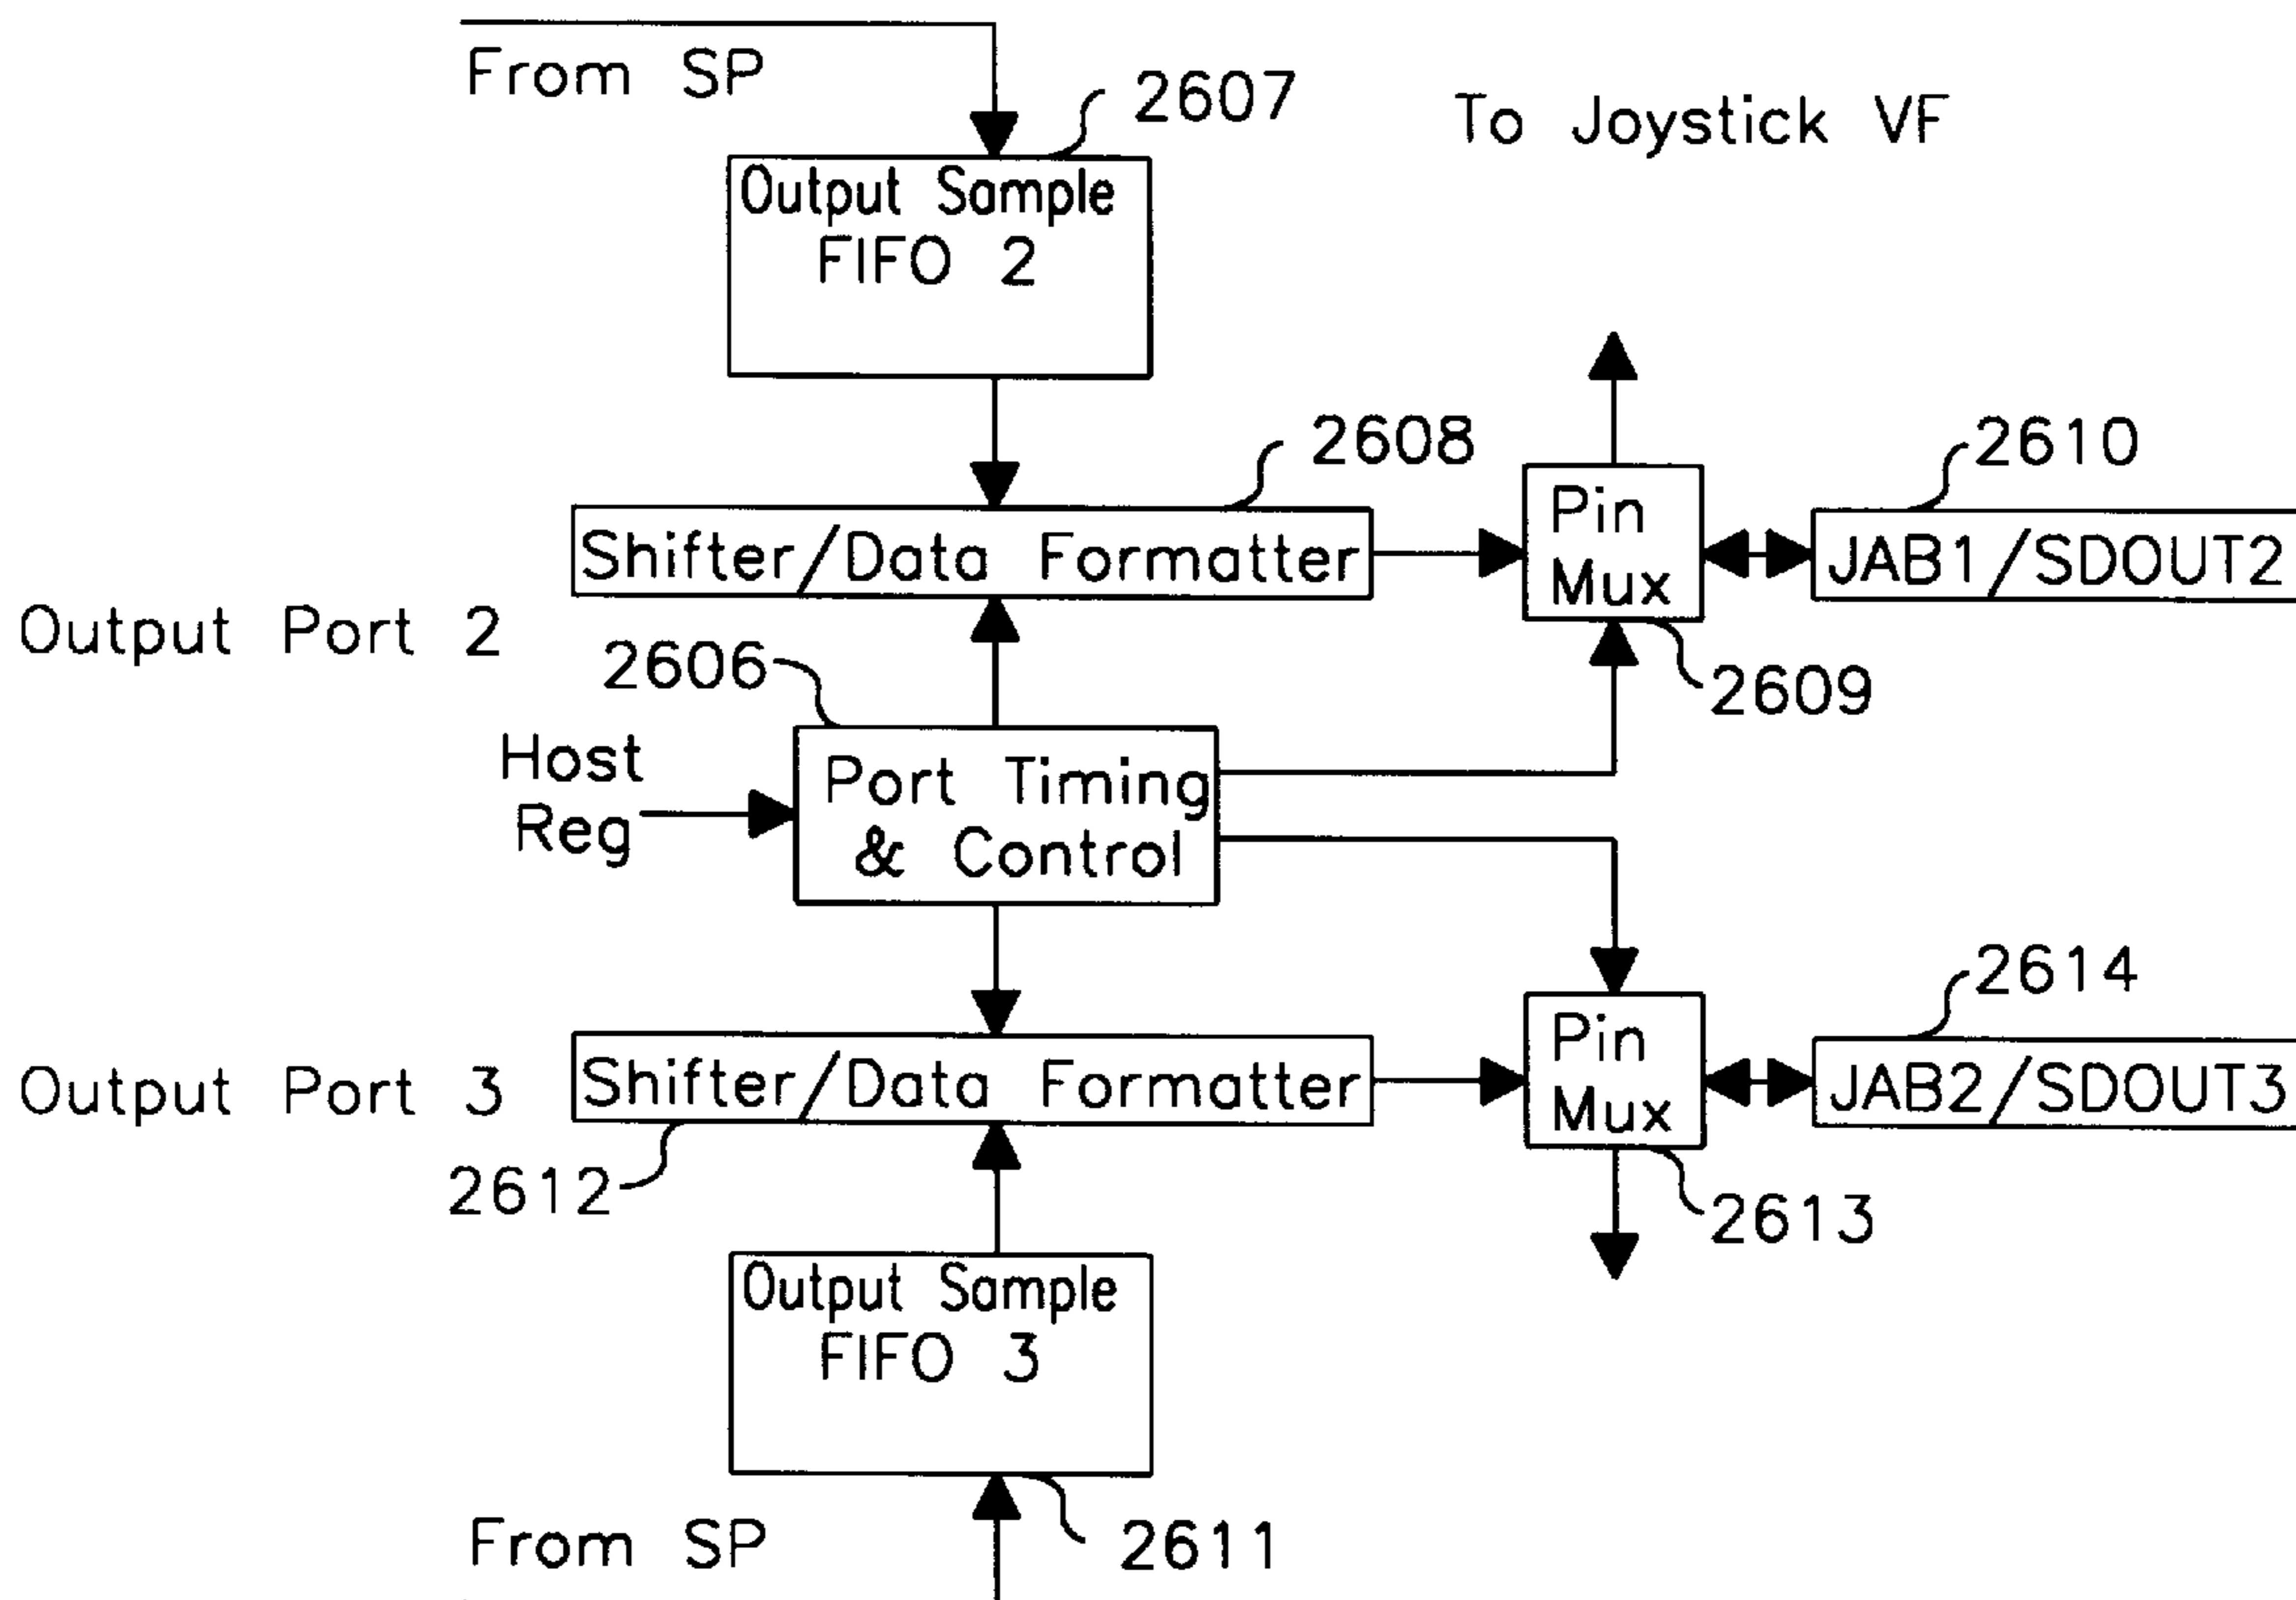 From SP
2607
To Joystick VF
Output Sample
FIFO 2
2608
2610
Shifter/Data Formatter
Pin
Mux
JAB1/SDOUT2
Output Port 2
2606
2609
Host
Reg
Port Timing
& Control
2614
Output Port 3
Shifter/Data Formatter
Pin
Mux
JAB2/SDOUT3
2612
2613
Output Sample
FIFO 3
From SP
2611